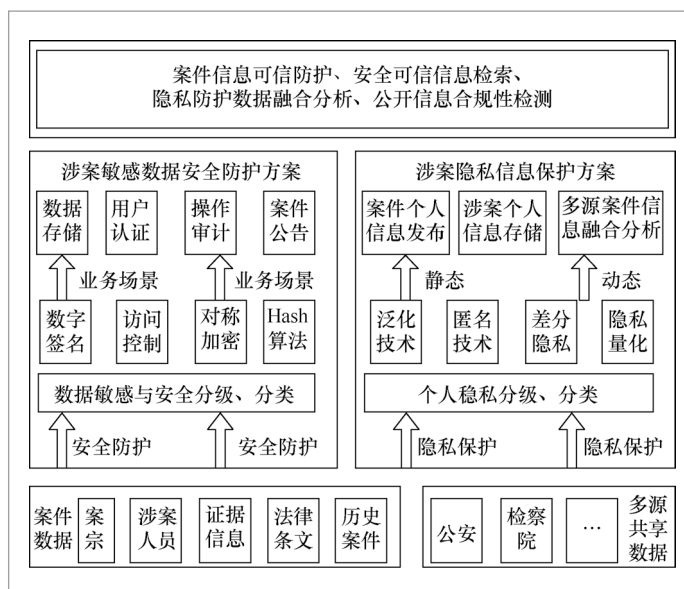 案件信息可信防护、安全可信信息检索、
隐私防护数据融合分析、公开信息合规性检测
涉案敏感数据安全防护方案
数据
存储
用户
认证
操作
审计
案件
公告
业务场景
业务场景
数字
签名
访问
控制
对称
加密
Hash
算法
数据敏感与安全分级、分类
安全防护
安全防护
涉案隐私信息保护方案
案件个人
信息发布
涉案个人
信息存储
多源案件信
息融合分析
静态
动态
泛化
技术
匿名
技术
差分
隐私
隐私
量化
个人稳私分级、分类
隐私保护
隐私保护
案件
数据
案
宗
涉案
人员
证据
信息
法律
条文
历史
案件
公安
检察
院
…
多源
共享
数据